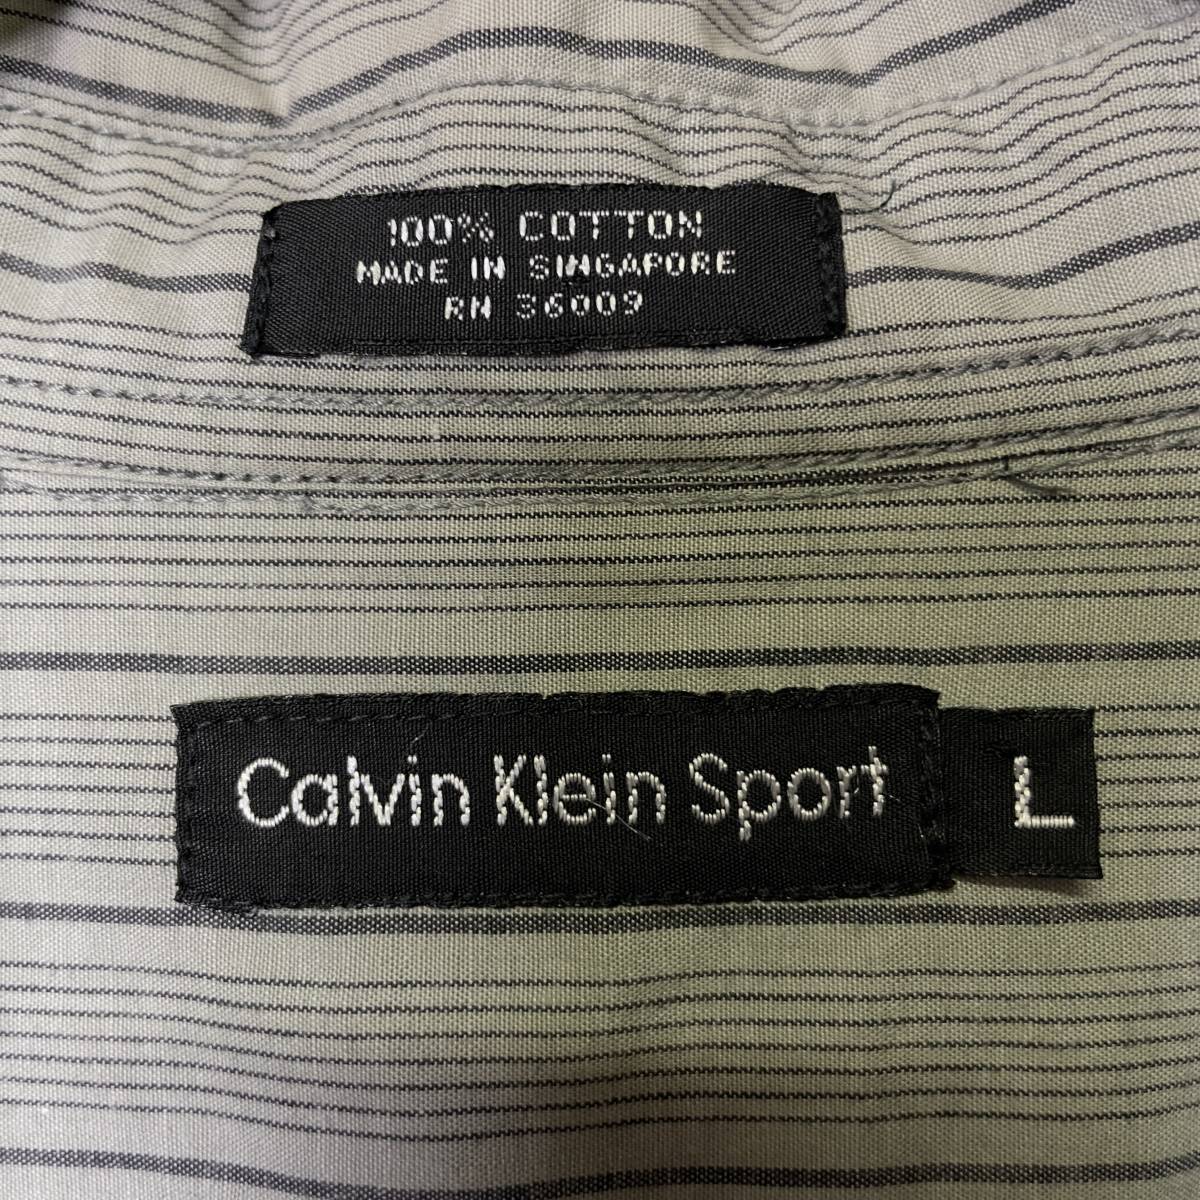 100% COTTON
MADE IN SINGAPORE
RN 36009
Calvin Klein Sport L